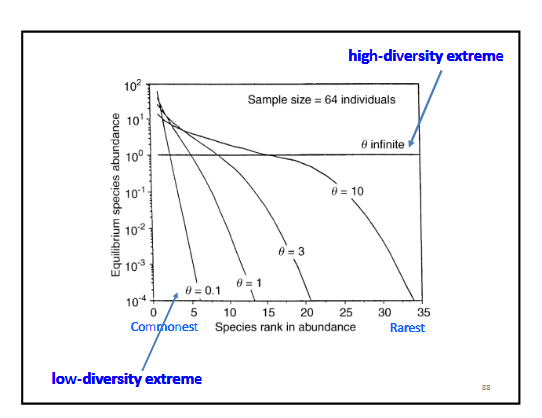 high-diversity extreme
Sample size = 64 individuals
θ infinite
θ = 10
θ = 3
θ = 1
θ = 0.1
Equilibrium species abundance
10²
10¹
10⁰
10⁻¹
10⁻²
10⁻³
10⁻⁴
0 5 10 15 20 25 30 35
Commonest Species rank in abundance Rarest
low-diversity extreme
88